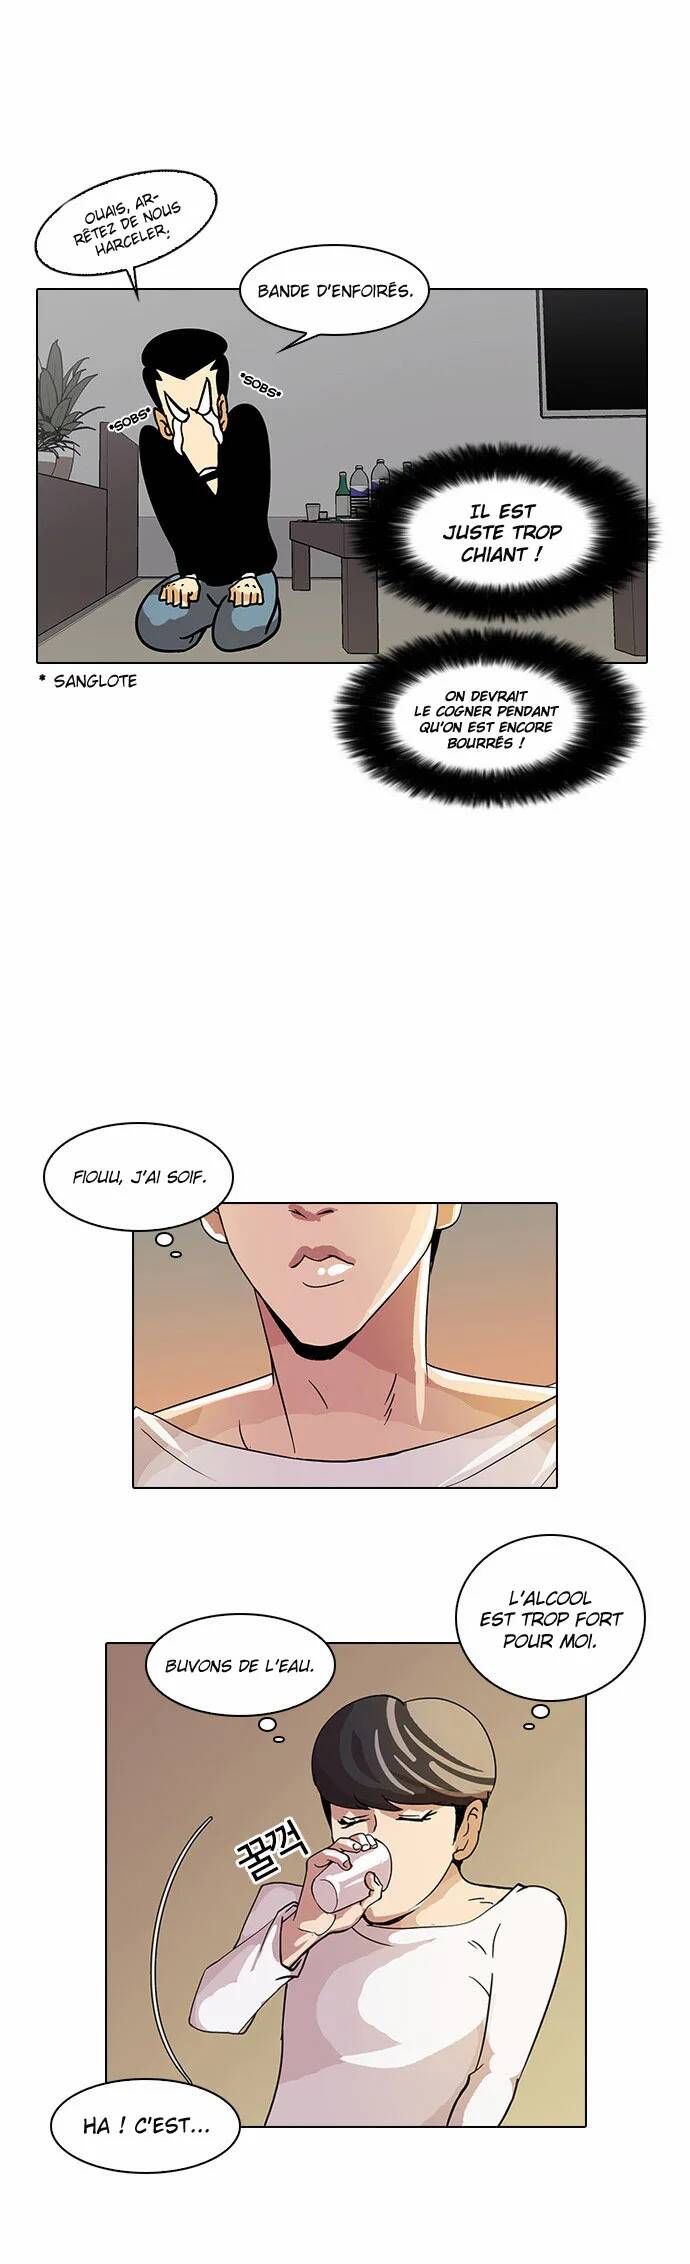 OUAIS, AR-
RÊTEZ DE NOUS
HARCELER;
BANDE D'ENFOIRÉS.
*SOBS*
*SOBS*
IL EST
JUSTE TROP
CHIANT !
* SANGLOTE
ON DEVRAIT
LE COGNER PENDANT
QU'ON EST ENCORE
BOURRÉS !
FIOUU, J'AI SOIF.
L'ALCOOL
EST TROP FORT
POUR MOI.
BUVONS DE L'EAU.
꿀꺽
HA ! C'EST...